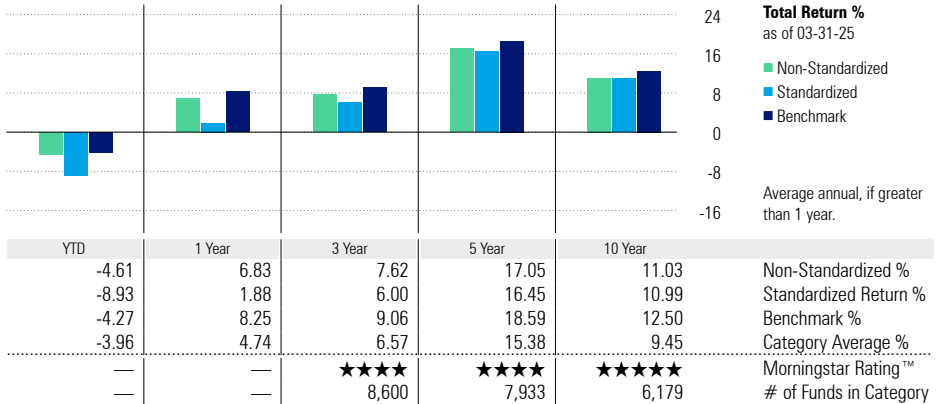 24
16
8
0
-8
-16
Total Return %
as of 03-31-25
Non-Standardized
Standardized
Benchmark
Average annual, if greater
than 1 year.
YTD 1 Year 3 Year 5 Year 10 Year
-4.61 6.83 7.62 17.05 11.03 Non-Standardized %
-8.93 1.88 6.00 16.45 10.99 Standardized Return %
-4.27 8.25 9.06 18.59 12.50 Benchmark %
-3.96 4.74 6.57 15.38 9.45 Category Average %
— — ★★★★ ★★★★ ★★★★★ Morningstar Rating™
— — 8,600 7,933 6,179 # of Funds in Category